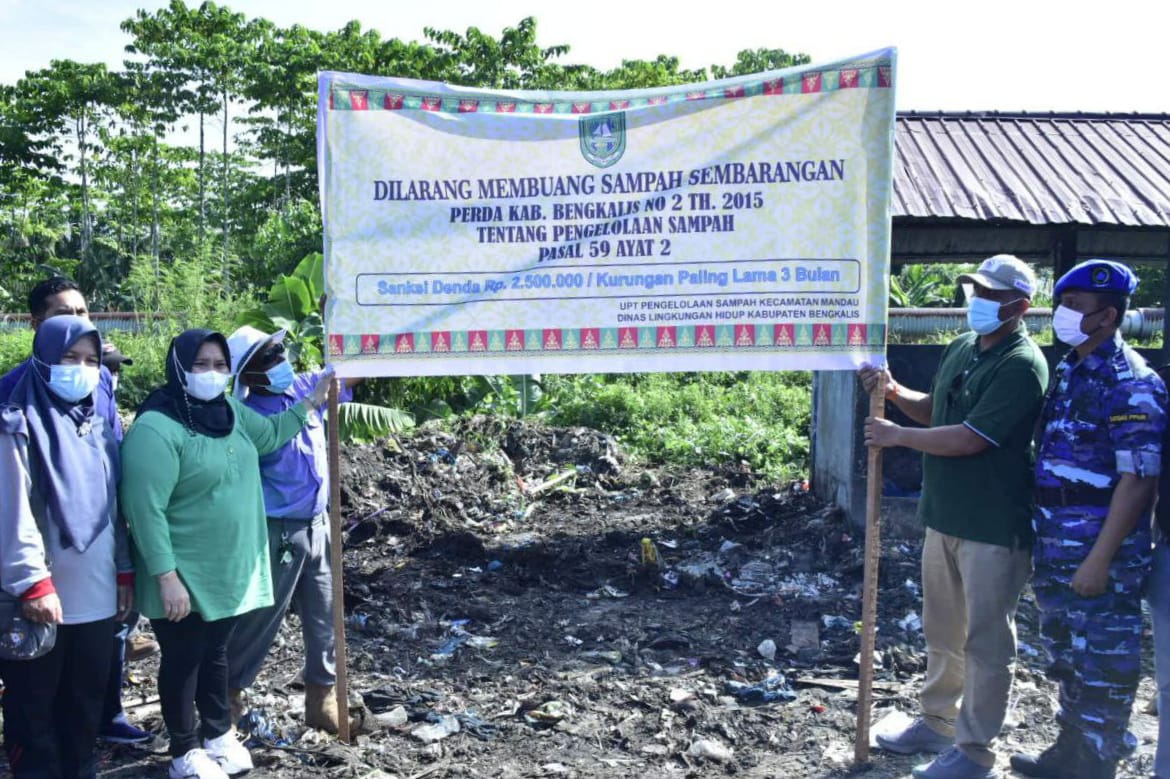 DILARANG MEMBUANG SAMPAH SEMBARANGAN
PERDA KAB. BENGKALIS NO 2 TH. 2015
TENTANG PENGELOLAAN SAMPAH
PASAL 59 AYAT 2
Sanksi Denda Rp. 2.500.000 / Kurungan Paling Lama 3 Bulan
UPT PENGELOLAAN SAMPAH KECAMATAN MANDAU
DINAS LINGKUNGAN HIDUP KABUPATEN BENGKALIS